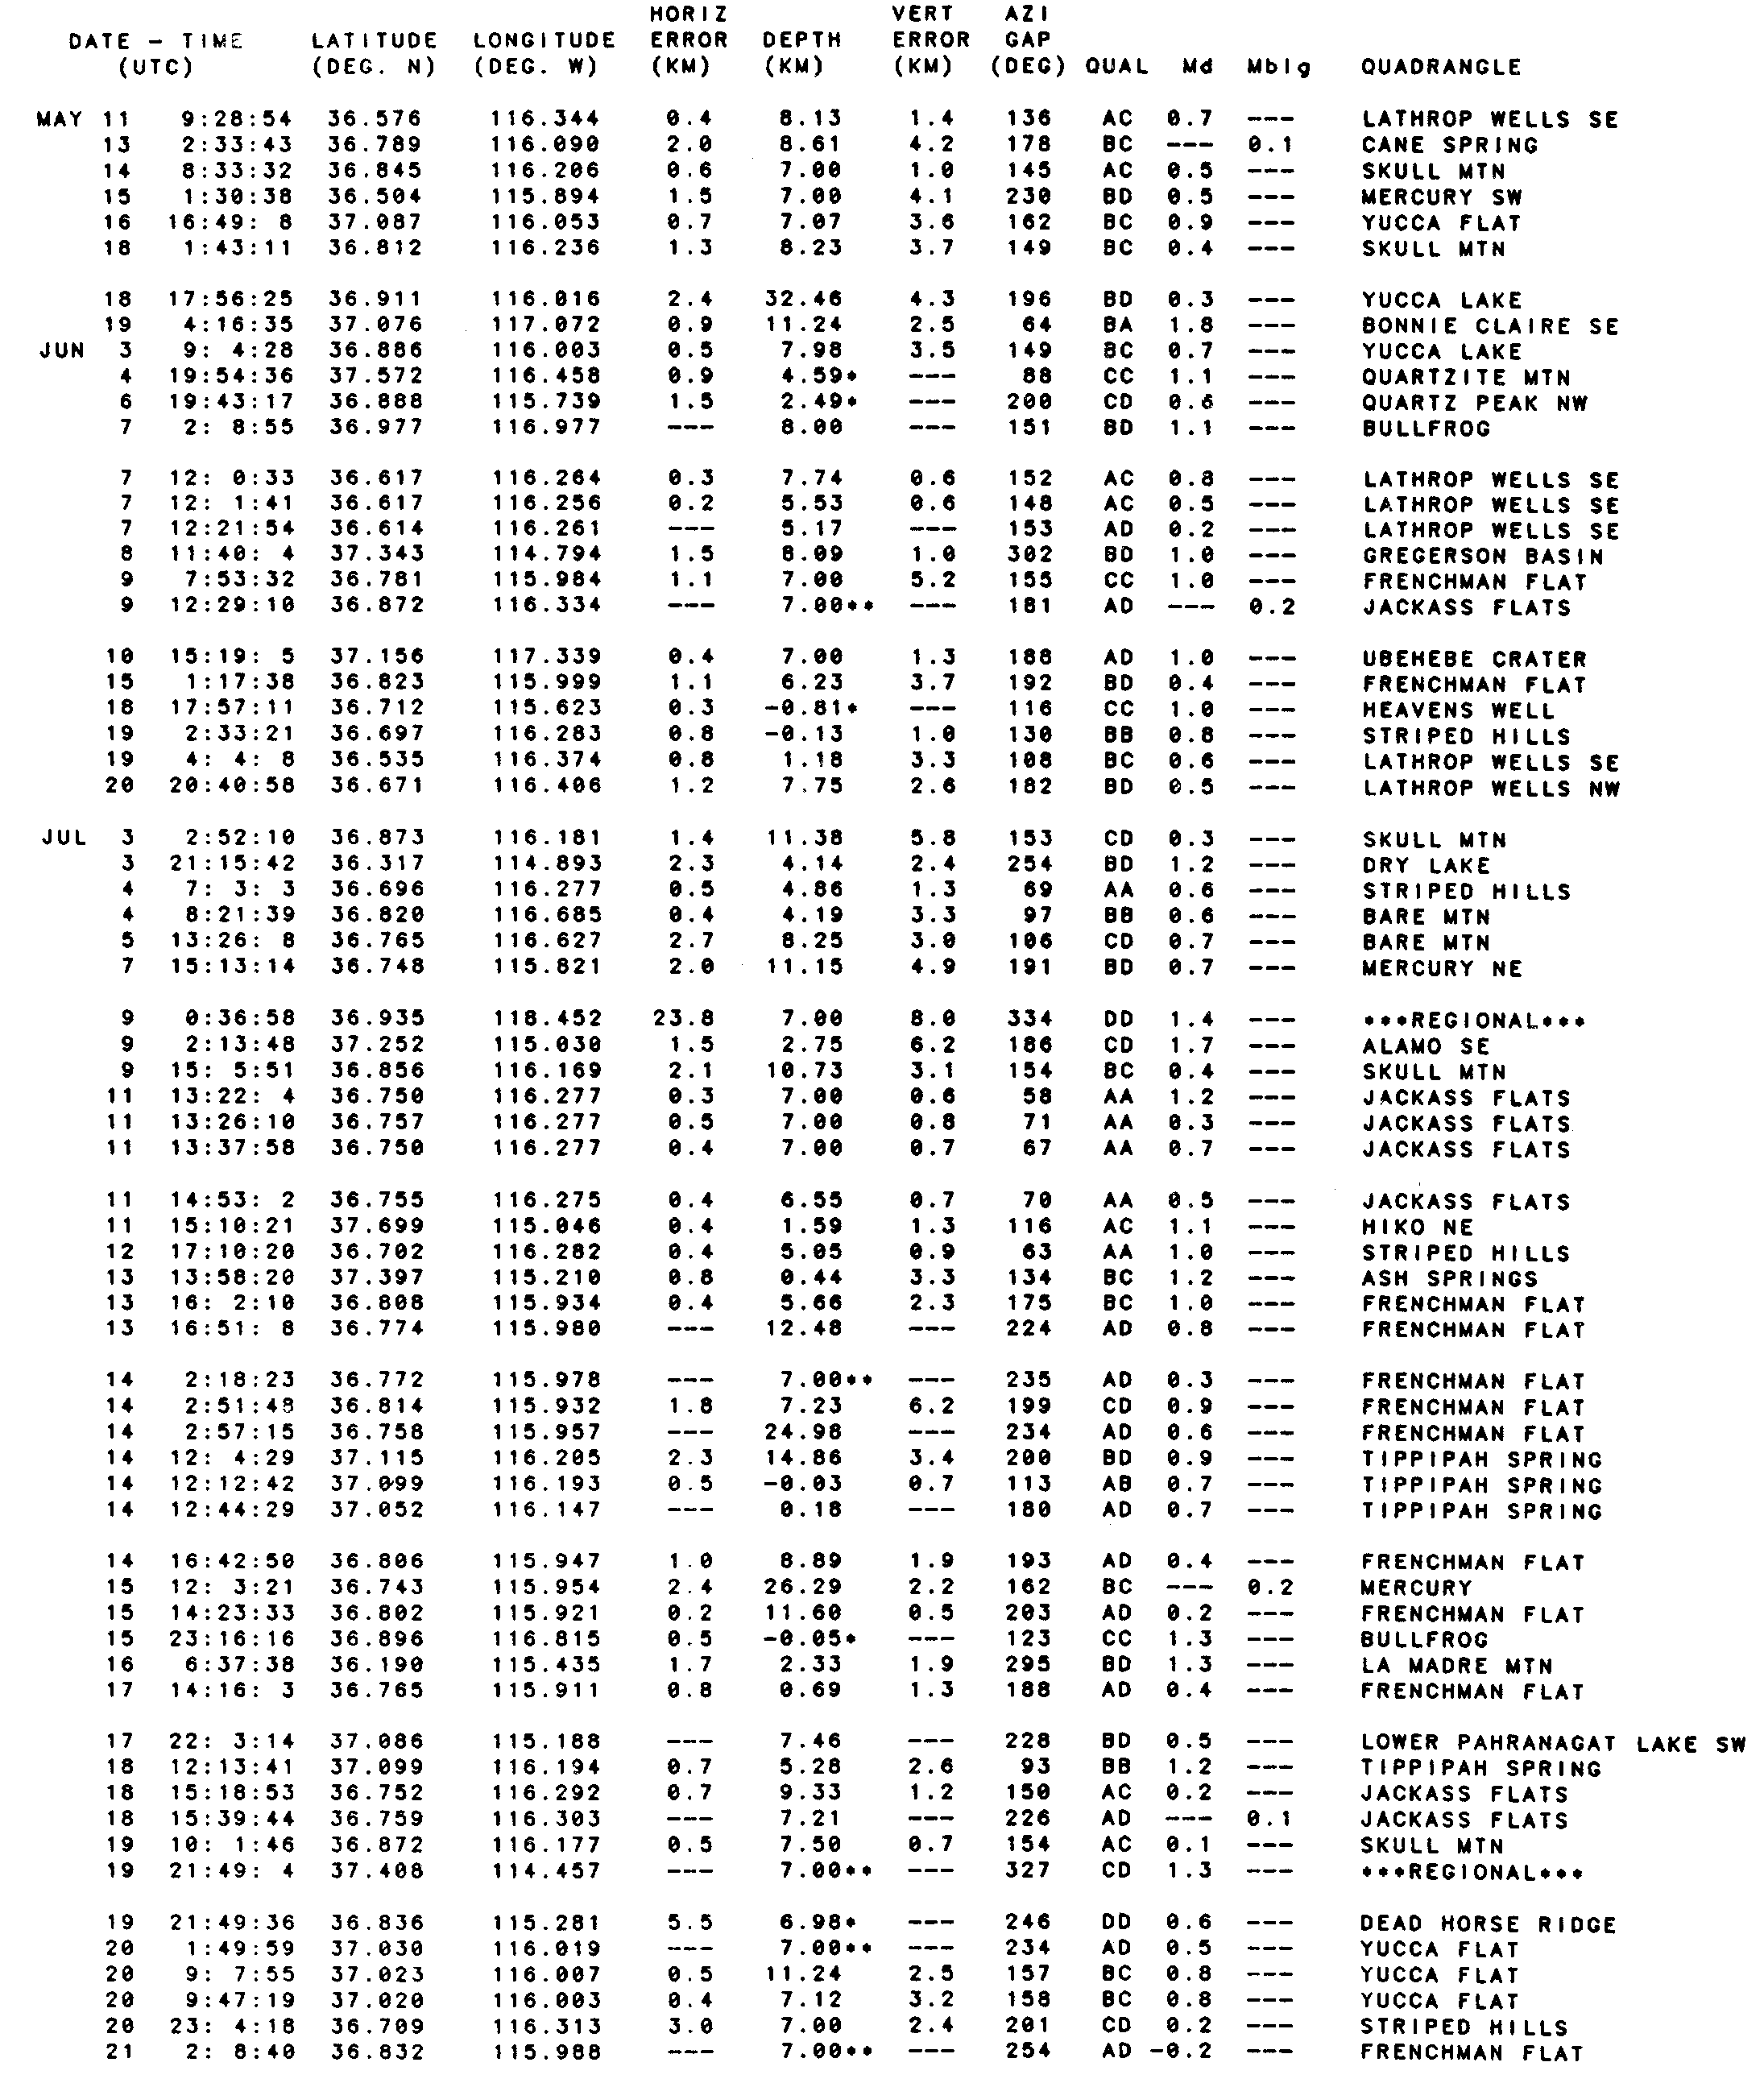 HORIZ VERT AZI
DATE - TIME LATITUDE LONGITUDE ERROR DEPTH ERROR GAP
(UTC) (DEG. N) (DEG. W) (KM) (KM) (KM) (DEG) QUAL Md Mblg QUADRANGLE
MAY 11 9:28:54 36.576 116.344 0.4 8.13 1.4 136 AC 0.7 --- LATHROP WELLS SE
13 2:33:43 36.789 116.090 2.0 8.61 4.2 178 BC --- 0.1 CANE SPRING
14 8:33:32 36.845 116.206 0.6 7.00 1.0 145 AC 0.5 --- SKULL MTN
15 1:30:38 36.504 115.894 1.5 7.00 4.1 230 BD 0.5 --- MERCURY SW
16 16:49: 8 37.087 116.053 0.7 7.07 3.6 162 BC 0.9 --- YUCCA FLAT
18 1:43:11 36.812 116.236 1.3 8.23 3.7 149 BC 0.4 --- SKULL MTN
18 17:56:25 36.911 116.016 2.4 32.46 4.3 196 BD 0.3 --- YUCCA LAKE
19 4:16:35 37.076 117.072 0.9 11.24 2.5 64 BA 1.8 --- BONNIE CLAIRE SE
JUN 3 9: 4:28 36.886 116.003 0.5 7.98 3.5 149 BC 0.7 --- YUCCA LAKE
4 19:54:36 37.572 116.458 0.9 4.59* --- 88 CC 1.1 --- QUARTZITE MTN
6 19:43:17 36.888 115.739 1.5 2.49* --- 200 CD 0.6 --- QUARTZ PEAK NW
7 2: 8:55 36.977 116.977 --- 8.00 --- 151 BD 1.1 --- BULLFROG
7 12: 0:33 36.617 116.264 0.3 7.74 0.6 152 AC 0.8 --- LATHROP WELLS SE
7 12: 1:41 36.617 116.256 0.2 5.53 0.6 148 AC 0.5 --- LATHROP WELLS SE
7 12:21:54 36.614 116.261 --- 5.17 --- 153 AD 0.2 --- LATHROP WELLS SE
8 11:40: 4 37.343 114.794 1.5 8.09 1.0 302 BD 1.0 --- GREGERSON BASIN
9 7:53:32 36.781 115.984 1.1 7.00 5.2 155 CC 1.0 --- FRENCHMAN FLAT
9 12:29:10 36.872 116.334 --- 7.00** --- 181 AD --- 0.2 JACKASS FLATS
10 15:19: 5 37.156 117.339 0.4 7.00 1.3 188 AD 1.0 --- UBEHEBE CRATER
15 1:17:38 36.823 115.999 1.1 6.23 3.7 192 BD 0.4 --- FRENCHMAN FLAT
18 17:57:11 36.712 115.623 0.3 -0.81* --- 116 CC 1.0 --- HEAVENS WELL
19 2:33:21 36.697 116.283 0.8 -0.13 1.0 130 BB 0.8 --- STRIPED HILLS
19 4: 4: 8 36.535 116.374 0.8 1.18 3.3 108 BC 0.6 --- LATHROP WELLS SE
20 20:40:58 36.671 116.406 1.2 7.75 2.6 182 BD 0.5 --- LATHROP WELLS NW
JUL 3 2:52:10 36.873 116.181 1.4 11.38 5.8 153 CD 0.3 --- SKULL MTN
3 21:15:42 36.317 114.893 2.3 4.14 2.4 254 BD 1.2 --- DRY LAKE
4 7: 3: 3 36.696 116.277 0.5 4.86 1.3 69 AA 0.6 --- STRIPED HILLS
4 8:21:39 36.820 116.685 0.4 4.19 3.3 97 BB 0.6 --- BARE MTN
5 13:26: 8 36.765 116.627 2.7 8.25 3.0 106 CD 0.7 --- BARE MTN
7 15:13:14 36.748 115.821 2.0 11.15 4.9 191 BD 0.7 --- MERCURY NE
9 0:36:58 36.935 118.452 23.8 7.00 8.0 334 DD 1.4 --- ***REGIONAL***
9 2:13:48 37.252 115.030 1.5 2.75 6.2 186 CD 1.7 --- ALAMO SE
9 15: 5:51 36.856 116.169 2.1 10.73 3.1 154 BC 0.4 --- SKULL MTN
11 13:22: 4 36.750 116.277 0.3 7.00 0.6 58 AA 1.2 --- JACKASS FLATS
11 13:26:10 36.757 116.277 0.5 7.00 0.8 71 AA 0.3 --- JACKASS FLATS
11 13:37:58 36.750 116.277 0.4 7.00 0.7 67 AA 0.7 --- JACKASS FLATS
11 14:53: 2 36.755 116.275 0.4 6.55 0.7 70 AA 0.5 --- JACKASS FLATS
11 15:10:21 37.699 115.046 0.4 1.59 1.3 116 AC 1.1 --- HIKO NE
12 17:10:20 36.702 116.282 0.4 5.05 0.9 63 AA 1.0 --- STRIPED HILLS
13 13:58:20 37.397 115.210 0.8 0.44 3.3 134 BC 1.2 --- ASH SPRINGS
13 16: 2:10 36.808 115.934 0.4 5.66 2.3 175 BC 1.0 --- FRENCHMAN FLAT
13 16:51: 8 36.774 115.980 --- 12.48 --- 224 AD 0.8 --- FRENCHMAN FLAT
14 2:18:23 36.772 115.978 --- 7.00** --- 235 AD 0.3 --- FRENCHMAN FLAT
14 2:51:48 36.814 115.932 1.8 7.23 6.2 199 CD 0.9 --- FRENCHMAN FLAT
14 2:57:15 36.758 115.957 --- 24.98 --- 234 AD 0.6 --- FRENCHMAN FLAT
14 12: 4:29 37.115 116.205 2.3 14.86 3.4 200 BD 0.9 --- TIPPIPAH SPRING
14 12:12:42 37.099 116.193 0.5 -0.03 0.7 113 AB 0.7 --- TIPPIPAH SPRING
14 12:44:29 37.052 116.147 --- 0.18 --- 180 AD 0.7 --- TIPPIPAH SPRING
14 16:42:50 36.806 115.947 1.0 8.89 1.9 193 AD 0.4 --- FRENCHMAN FLAT
15 12: 3:21 36.743 115.954 2.4 26.29 2.2 162 BC --- 0.2 MERCURY
15 14:23:33 36.802 115.921 0.2 11.60 0.5 203 AD 0.2 --- FRENCHMAN FLAT
15 23:16:16 36.896 116.815 0.5 -0.05* --- 123 CC 1.3 --- BULLFROG
16 6:37:38 36.190 115.435 1.7 2.33 1.9 295 BD 1.3 --- LA MADRE MTN
17 14:16: 3 36.765 115.911 0.8 0.69 1.3 188 AD 0.4 --- FRENCHMAN FLAT
17 22: 3:14 37.086 115.188 --- 7.46 --- 228 BD 0.5 --- LOWER PAHRANAGAT LAKE SW
18 12:13:41 37.099 116.194 0.7 5.28 2.6 93 BB 1.2 --- TIPPIPAH SPRING
18 15:18:53 36.752 116.292 0.7 9.33 1.2 150 AC 0.2 --- JACKASS FLATS
18 15:39:44 36.759 116.303 --- 7.21 --- 226 AD --- 0.1 JACKASS FLATS
19 10: 1:46 36.872 116.177 0.5 7.50 0.7 154 AC 0.1 --- SKULL MTN
19 21:49: 4 37.408 114.457 --- 7.00** --- 327 CD 1.3 --- ***REGIONAL***
19 21:49:36 36.836 115.281 5.5 6.98* --- 246 DD 0.6 --- DEAD HORSE RIDGE
20 1:49:59 37.030 116.019 --- 7.00** --- 234 AD 0.5 --- YUCCA FLAT
20 9: 7:55 37.023 116.007 0.5 11.24 2.5 157 BC 0.8 --- YUCCA FLAT
20 9:47:19 37.020 116.003 0.4 7.12 3.2 158 BC 0.8 --- YUCCA FLAT
20 23: 4:18 36.709 116.313 3.0 7.00 2.4 201 CD 0.2 --- STRIPED HILLS
21 2: 8:40 36.832 115.988 --- 7.00** --- 254 AD -0.2 --- FRENCHMAN FLAT